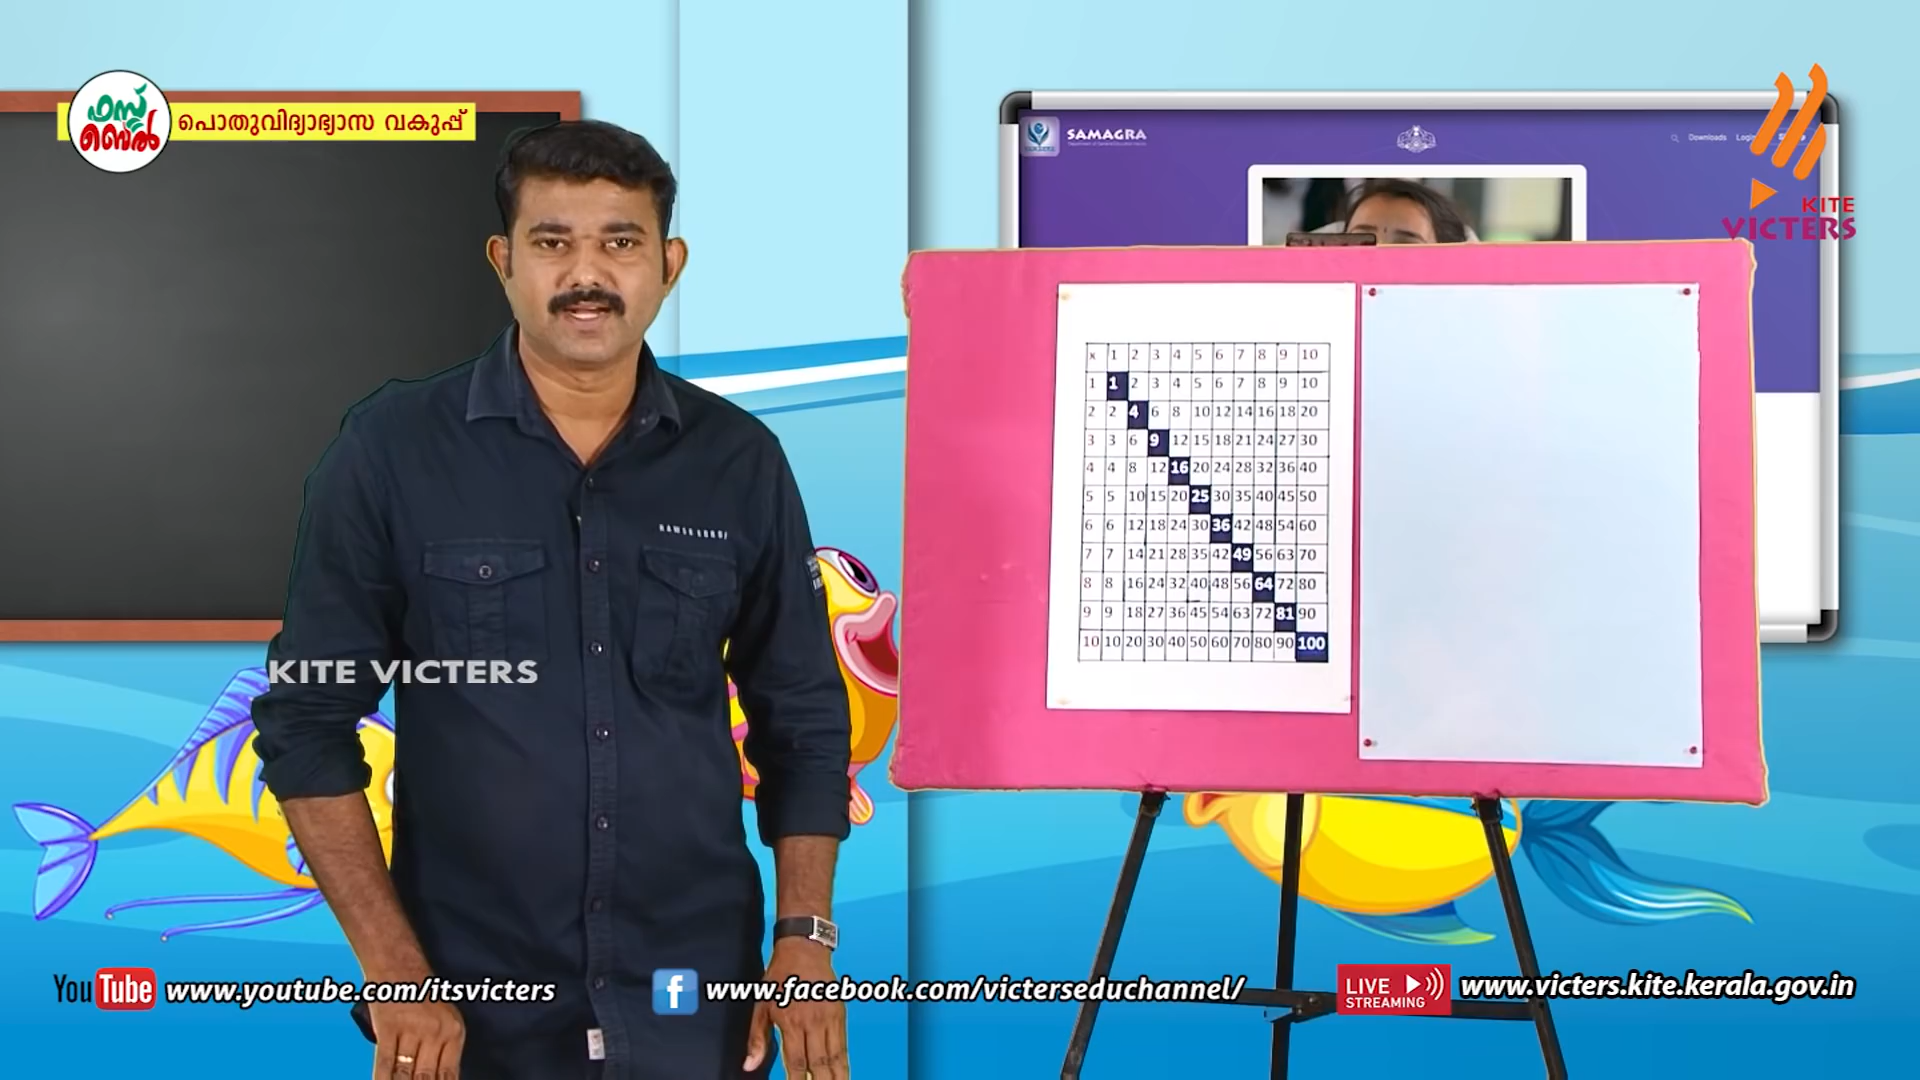 ഫസ്റ്റ്
ബെൽ
പൊതുവിദ്യാഭ്യാസ വകുപ്പ്
SAMAGRA
Downloads
KITE
VICTERS
x 1 2 3 4 5 6 7 8 9 10
1 1 2 3 4 5 6 7 8 9 10
2 2 4 6 8 10 12 14 16 18 20
3 3 6 9 12 15 18 21 24 27 30
4 4 8 12 16 20 24 28 32 36 40
5 5 10 15 20 25 30 35 40 45 50
6 6 12 18 24 30 36 42 48 54 60
7 7 14 21 28 35 42 49 56 63 70
8 8 16 24 32 40 48 56 64 72 80
9 9 18 27 36 45 54 63 72 81 90
10 10 20 30 40 50 60 70 80 90 100
KITE VICTERS
YouTube www.youtube.com/itsvicters
f www.facebook.com/victerseduchannel/
LIVE
STREAMING
www.victers.kite.kerala.gov.in